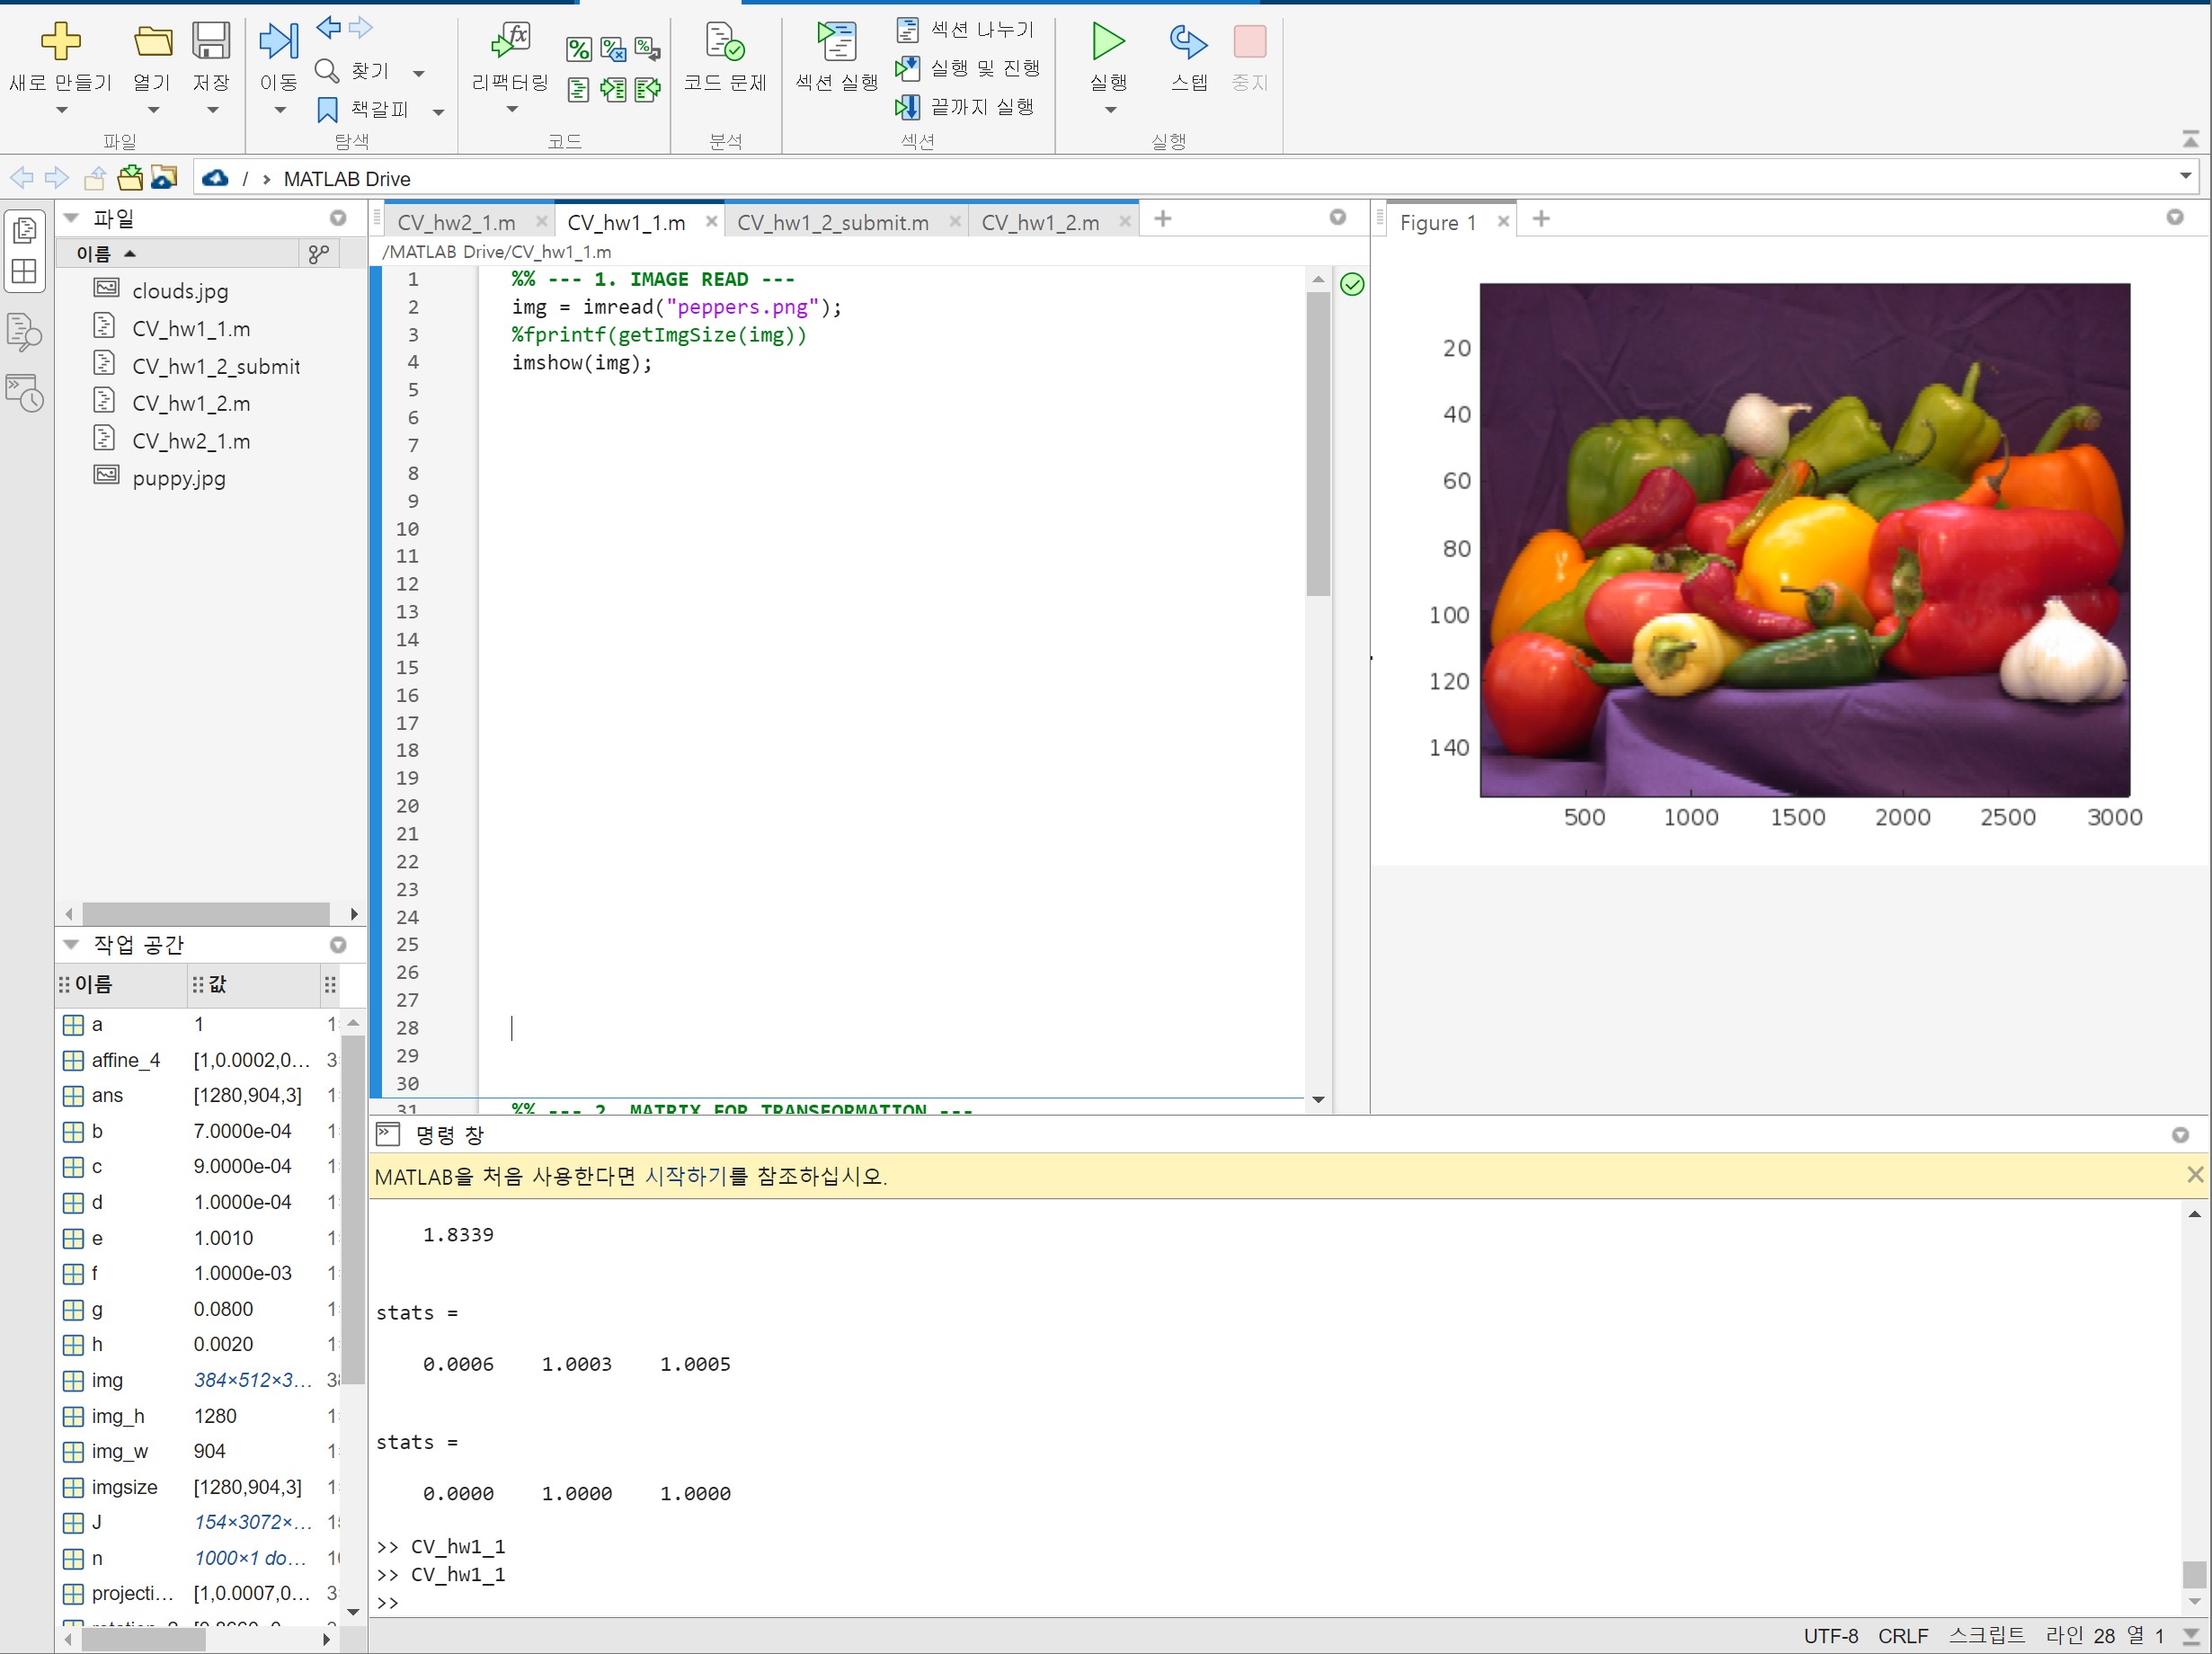 새로 만들기
열기
저장
파일
이동
찾기
책갈피
탐색
리팩터링
코드
코드 문제
분석
섹션 실행
섹션 나누기
실행 및 진행
끝까지 실행
섹션
실행
스텝
중지
실행
/ › MATLAB Drive
파일
이름
clouds.jpg
CV_hw1_1.m
CV_hw1_2_submit
CV_hw1_2.m
CV_hw2_1.m
puppy.jpg
작업 공간
이름 값
a 1
affine_4 [1,0.0002,0...
ans [1280,904,3]
b 7.0000e-04
c 9.0000e-04
d 1.0000e-04
e 1.0010
f 1.0000e-03
g 0.0800
h 0.0020
img 384×512×3...
img_h 1280
img_w 904
imgsize [1280,904,3]
J 154×3072×...
n 1000×1 do...
projecti... [1,0.0007,0...
CV_hw2_1.m CV_hw1_1.m CV_hw1_2_submit.m CV_hw1_2.m
/MATLAB Drive/CV_hw1_1.m
1 %% --- 1. IMAGE READ ---
2 img = imread("peppers.png");
3 %fprintf(getImgSize(img))
4 imshow(img);
5
6
7
8
9
10
11
12
13
14
15
16
17
18
19
20
21
22
23
24
25
26
27
28
29
30
31 %% --- 2. MATRIX FOR TRANSFORMATION ---
Figure 1
20
40
60
80
100
120
140
500 1000 1500 2000 2500 3000
명령 창
MATLAB을 처음 사용한다면 시작하기를 참조하십시오.
1.8339
stats =
0.0006 1.0003 1.0005
stats =
0.0000 1.0000 1.0000
>> CV_hw1_1
>> CV_hw1_1
>>
UTF-8 CRLF 스크립트 라인 28 열 1